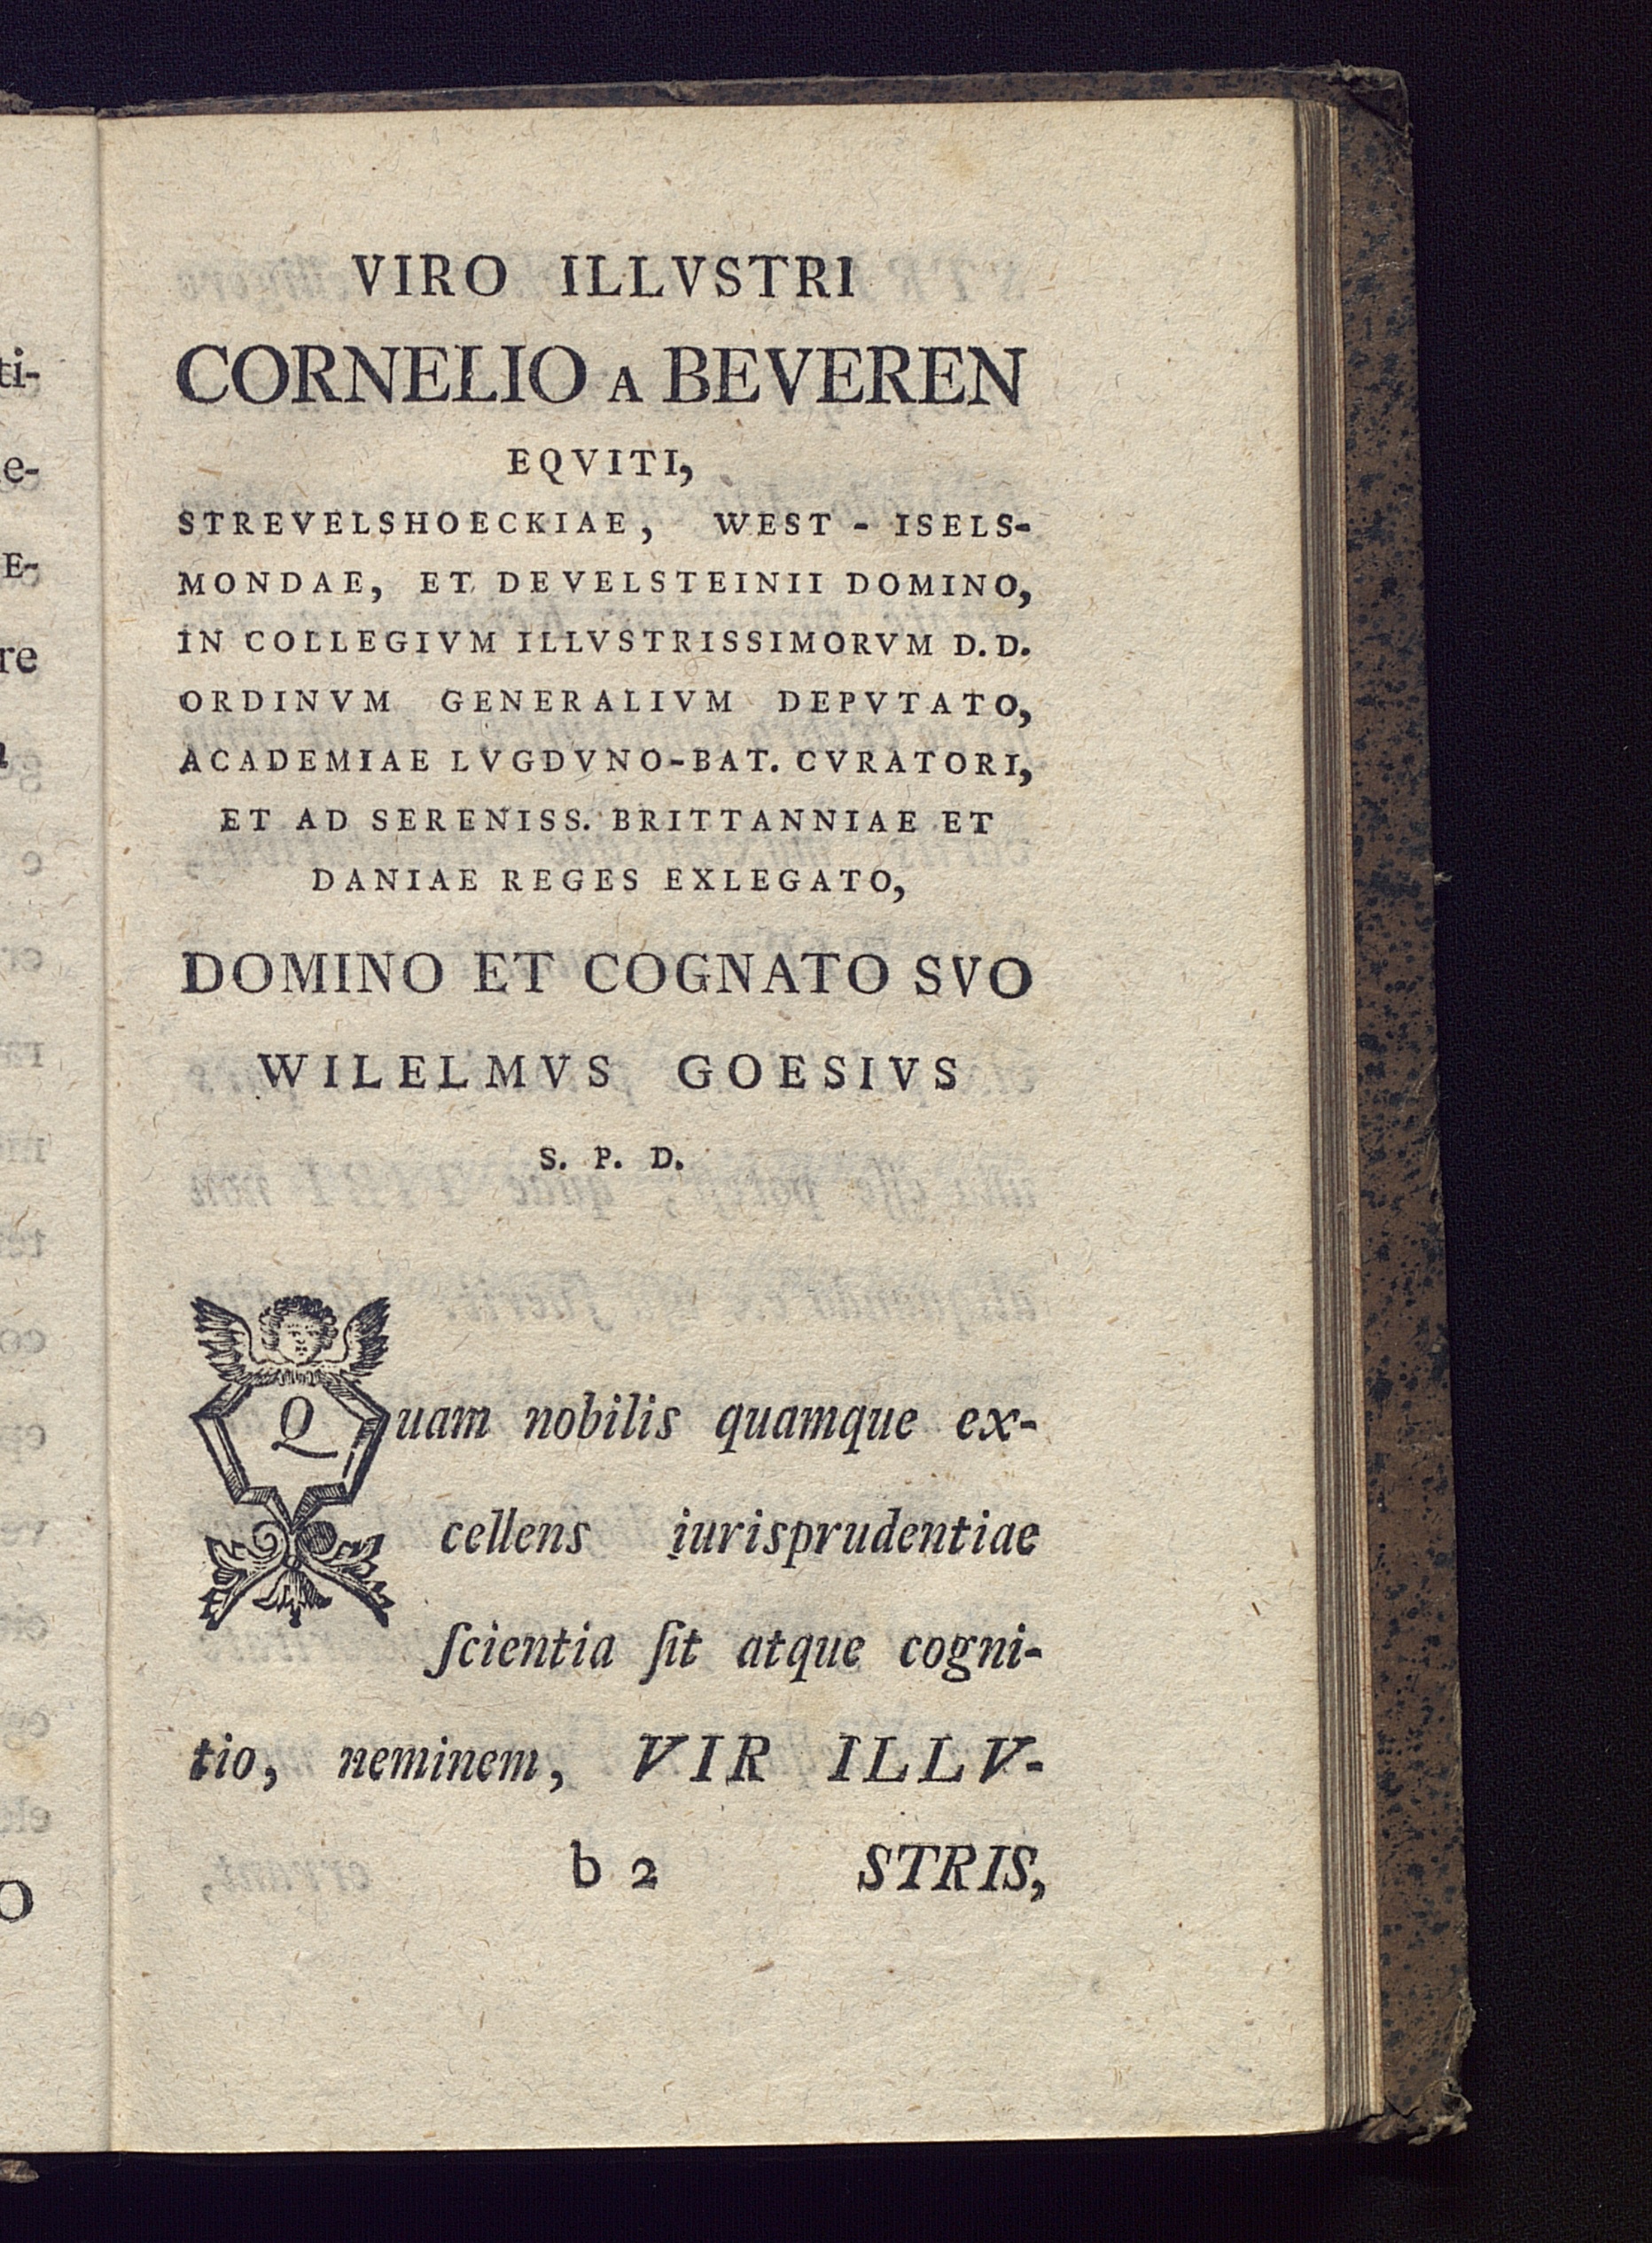 VIRO ILLVSTRI
CORNELIO A BEVEREN
EQVITI,
STREVELSHOECKIAE, WEST - ISELS-
MONDAE, ET DEVELSTEINII DOMINO,
IN COLLEGIVM ILLVSTRISSIMORVM D. D.
ORDINVM GENERALIVM DEPVTATO,
ACADEMIAE LVGDVNO-BAT. CVRATORI,
ET AD SERENISS. BRITTANNIAE ET
DANIAE REGES EXLEGATO,
DOMINO ET COGNATO SVO
WILELMVS GOESIVS
S. P. D.
Quam nobilis quamque ex-
cellens iurisprudentiae
ſcientia ſit atque cogni-
tio, neminem, VIR ILLV-
b 2 STRIS,